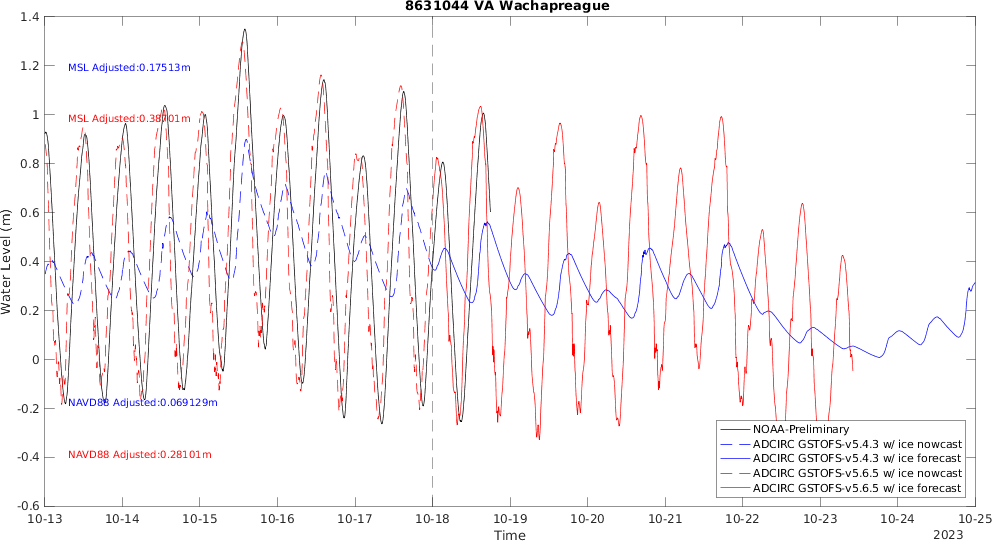 8631044 VA Wachapreague
1.4
1.2
1
0.8
0.6
0.4
0.2
0
-0.2
-0.4
-0.6
Water Level (m)
MSL Adjusted:0.17513m
MSL Adjusted:0.38701m
NAVD88 Adjusted:0.069129m
NAVD88 Adjusted:0.28101m
NOAA-Preliminary
ADCIRC GSTOFS-v5.4.3 w/ ice nowcast
ADCIRC GSTOFS-v5.4.3 w/ ice forecast
ADCIRC GSTOFS-v5.6.5 w/ ice nowcast
ADCIRC GSTOFS-v5.6.5 w/ ice forecast
10-13 10-14 10-15 10-16 10-17 10-18 10-19 10-20 10-21 10-22 10-23 10-24 10-25
Time
2023